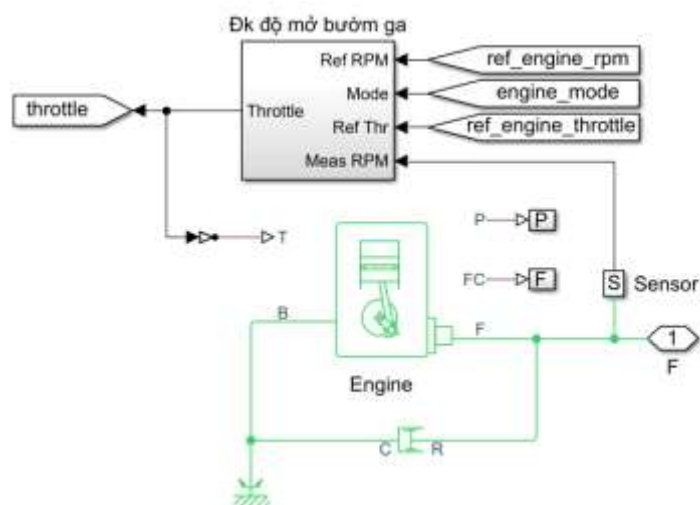 Đk độ mở bướm ga
Ref RPM
ref_engine_rpm
Mode
engine_mode
throttle
Throttle
Ref Thr
ref_engine_throttle
Meas RPM
P
P
T
FC
F
S
Sensor
B
F
1
F
Engine
C
R